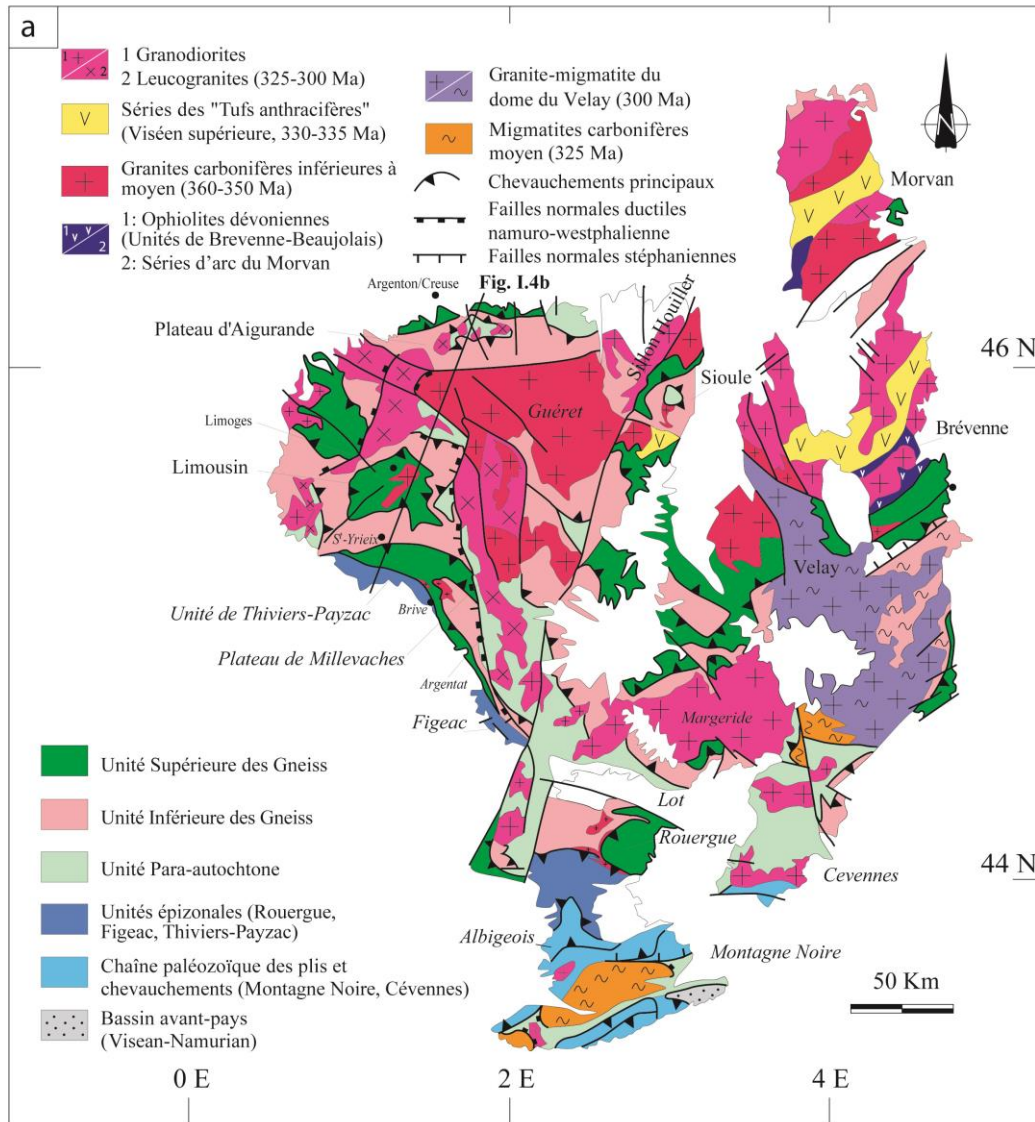 a
1 2
1 Granodiorites
2 Leucogranites (325-300 Ma)
Séries des "Tufs anthracifères"
(Viséen supérieure, 330-335 Ma)
Granites carbonifères inférieures à
moyen (360-350 Ma)
1 2
1: Ophiolites dévoniennes
(Unités de Brevenne-Beaujolais)
2: Séries d'arc du Morvan
Granite-migmatite du
dome du Velay (300 Ma)
Migmatites carbonifères
moyen (325 Ma)
Chevauchements principaux
Failles normales ductiles
namuro-westphalienne
Failles normales stéphaniennes
N
Morvan
Argenton/Creuse
Fig. I.4b
Plateau d'Aigurande
Sillon Houiller
46 N
Sioule
Guéret
Limoges
Brévenne
Limousin
St-Yrieix
Velay
Unité de Thiviers-Payzac
Brive
Plateau de Millevaches
Argentat
Figeac
Margeride
Unité Supérieure des Gneiss
Unité Inférieure des Gneiss
Unité Para-autochtone
Unités épizonales (Rouergue,
Figeac, Thiviers-Payzac)
Chaîne paléozoïque des plis et
chevauchements (Montagne Noire, Cévennes)
Bassin avant-pays
(Visean-Namurian)
Lot
Rouergue
44 N
Cevennes
Albigeois
Montagne Noire
50 Km
0 E
2 E
4 E